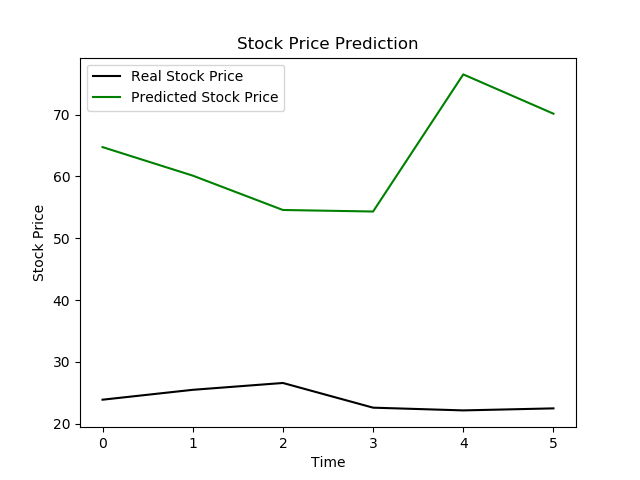 Stock Price Prediction
Real Stock Price
Predicted Stock Price
70
60
50
40
30
20
Stock Price
0 1 2 3 4 5
Time